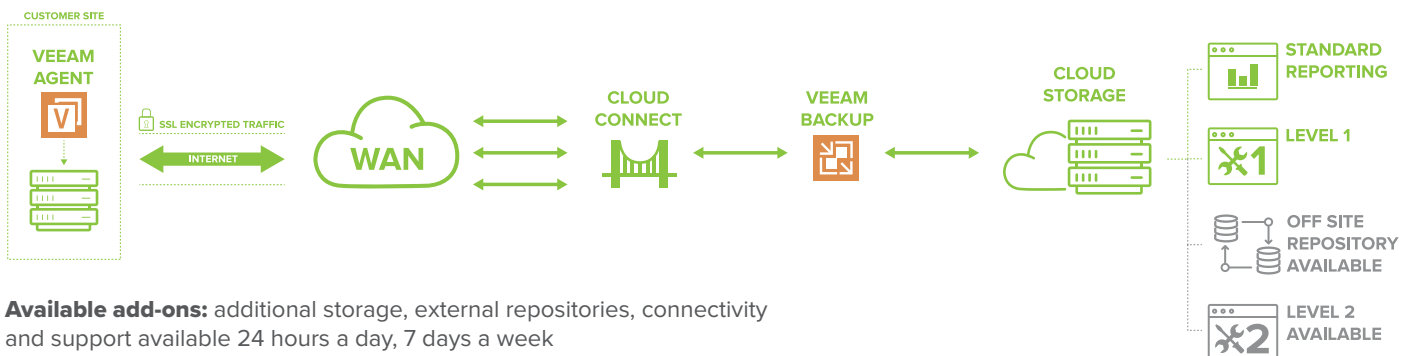 CUSTOMER SITE
VEEAM
AGENT
V
SSL ENCRYPTED TRAFFIC
INTERNET
WAN
CLOUD
CONNECT
VEEAM
BACKUP
CLOUD
STORAGE
STANDARD
REPORTING
1
LEVEL 1
OFF SITE
REPOSITORY
AVAILABLE
2
LEVEL 2
AVAILABLE
Available add-ons: additional storage, external repositories, connectivity
and support available 24 hours a day, 7 days a week